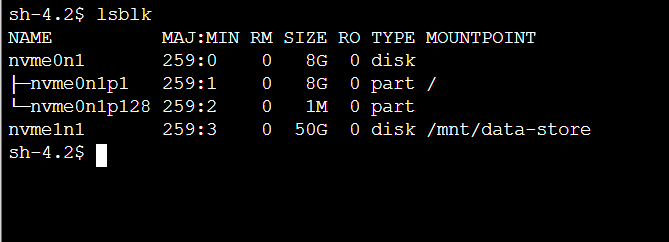 sh-4.2$ lsblk
NAME          MAJ:MIN RM SIZE RO TYPE MOUNTPOINT
nvme0n1       259:0    0   8G  0 disk
├─nvme0n1p1   259:1    0   8G  0 part /
└─nvme0n1p128 259:2    0   1M  0 part
nvme1n1       259:3    0  50G  0 disk /mnt/data-store
sh-4.2$